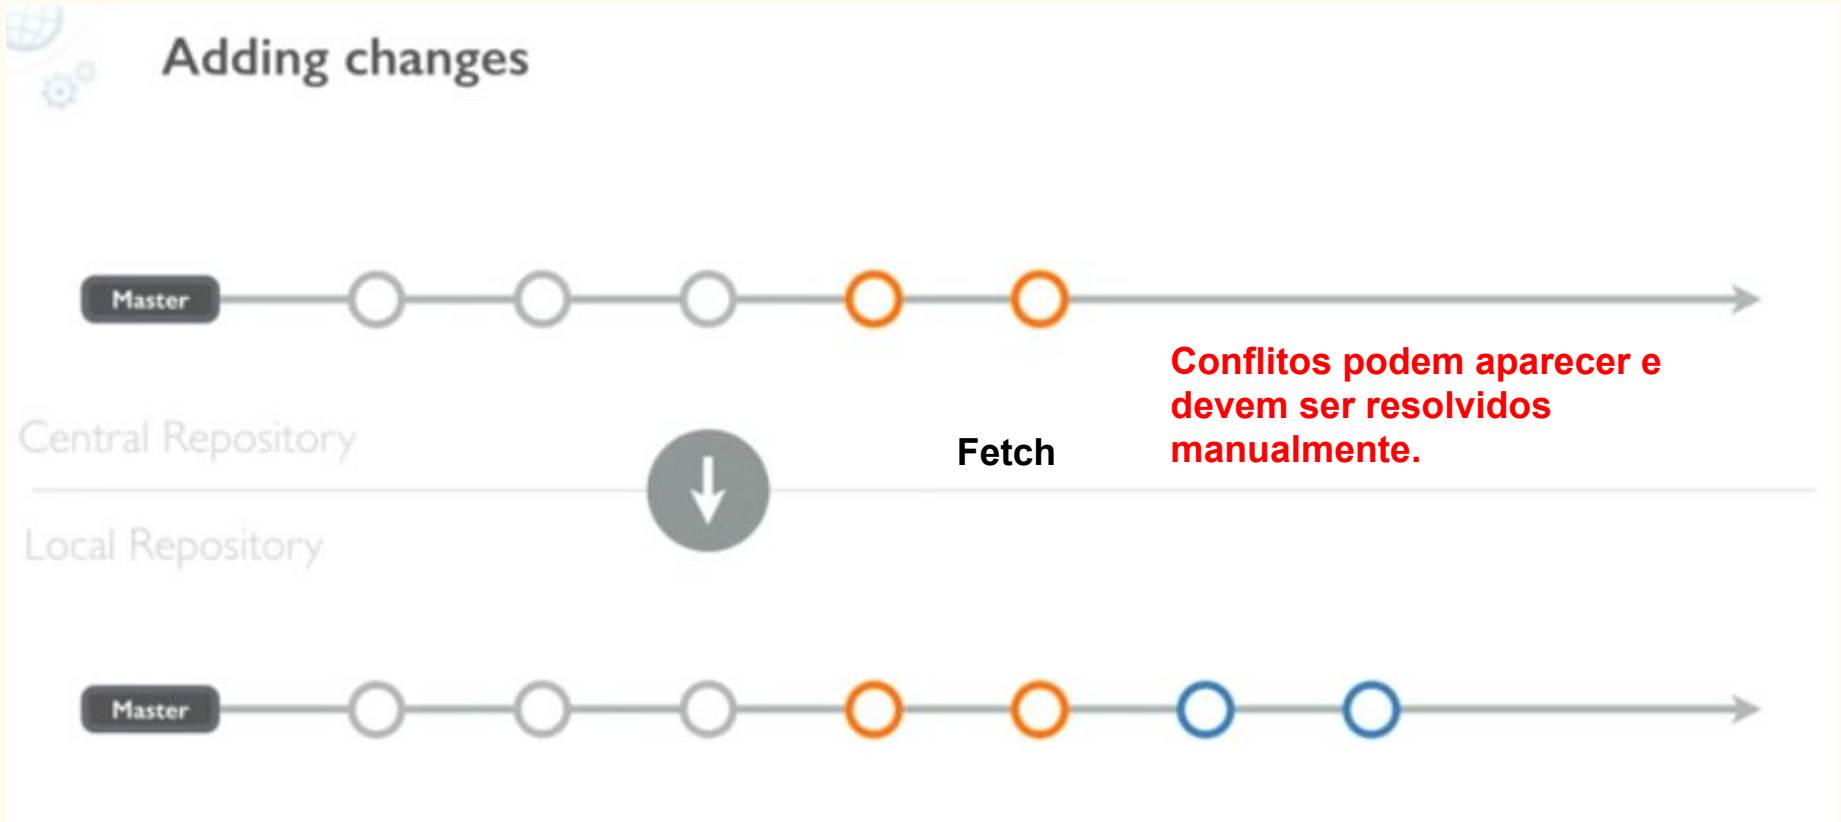 Adding changes
Master
Conflitos podem aparecer e
devem ser resolvidos
manualmente.
Central Repository
Fetch
Local Repository
Master